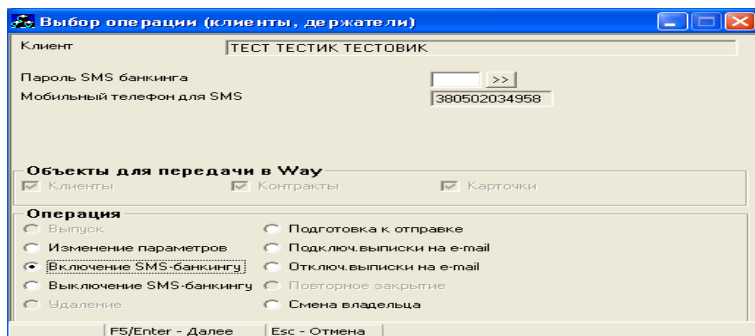 Выбор операции (клиенты, держатели)
Клиент ТЕСТ ТЕСТИК ТЕСТОВИК
Пароль SMS банкинга >>
Мобильный телефон для SMS 380502034958
Объекты для передачи в Way
Клиенты Контракты Карточки
Операция
Выпуск Подготовка к отправке
Изменение параметров Подключ.выписки на e-mail
Включение SMS-банкингу Отключ.выписки на e-mail
Выключение SMS-банкингу Повторное закрытие
Удаление Смена владельца
F5/Enter - Далее Esc - Отмена